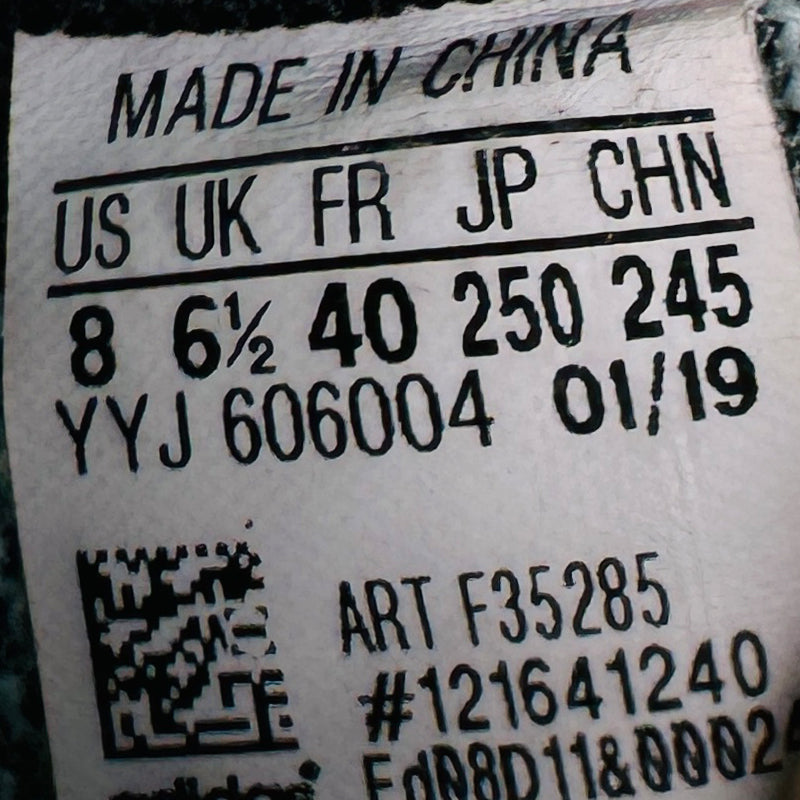 MADE IN CHINA
US UK FR JP CHN
8 6½ 40 250 245
YYJ 606004 01/19
ART F35285
#121641240